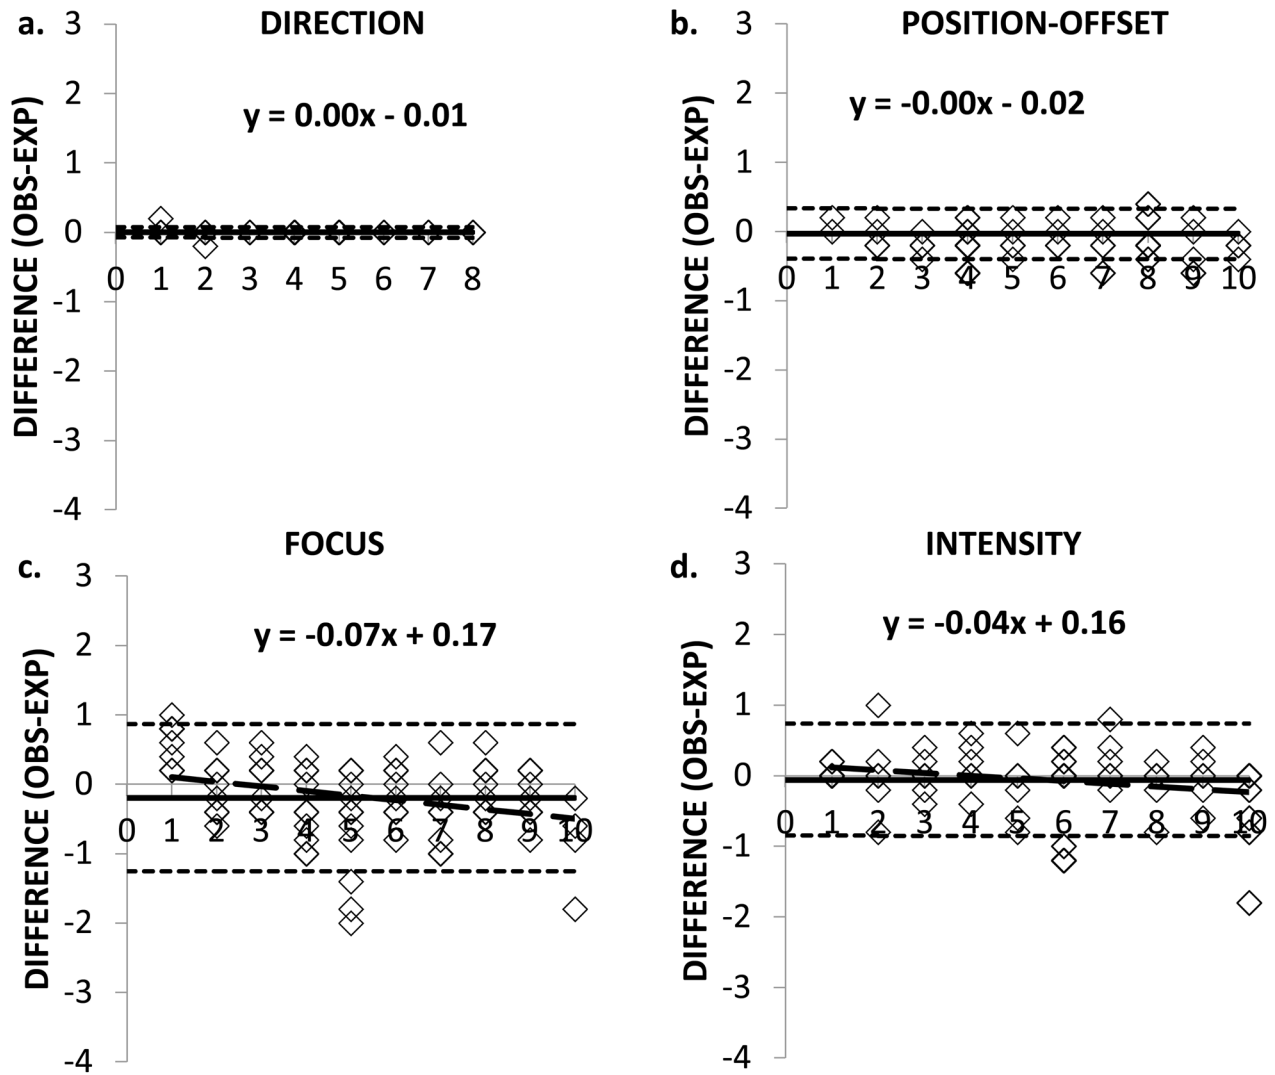 a.
DIRECTION
y = 0.00x - 0.01
DIFFERENCE (OBS-EXP)
3
2
1
0
-1
-2
-3
-4
0 1 2 3 4 5 6 7 8
b.
POSITION-OFFSET
y = -0.00x - 0.02
DIFFERENCE (OBS-EXP)
3
2
1
0
-1
-2
-3
-4
0 1 2 3 4 5 6 7 8 9 10
c.
FOCUS
y = -0.07x + 0.17
DIFFERENCE (OBS-EXP)
3
2
1
0
-1
-2
-3
-4
0 1 2 3 4 5 6 7 8 9 10
d.
INTENSITY
y = -0.04x + 0.16
DIFFERENCE (OBS-EXP)
3
2
1
0
-1
-2
-3
-4
0 1 2 3 4 5 6 7 8 9 10